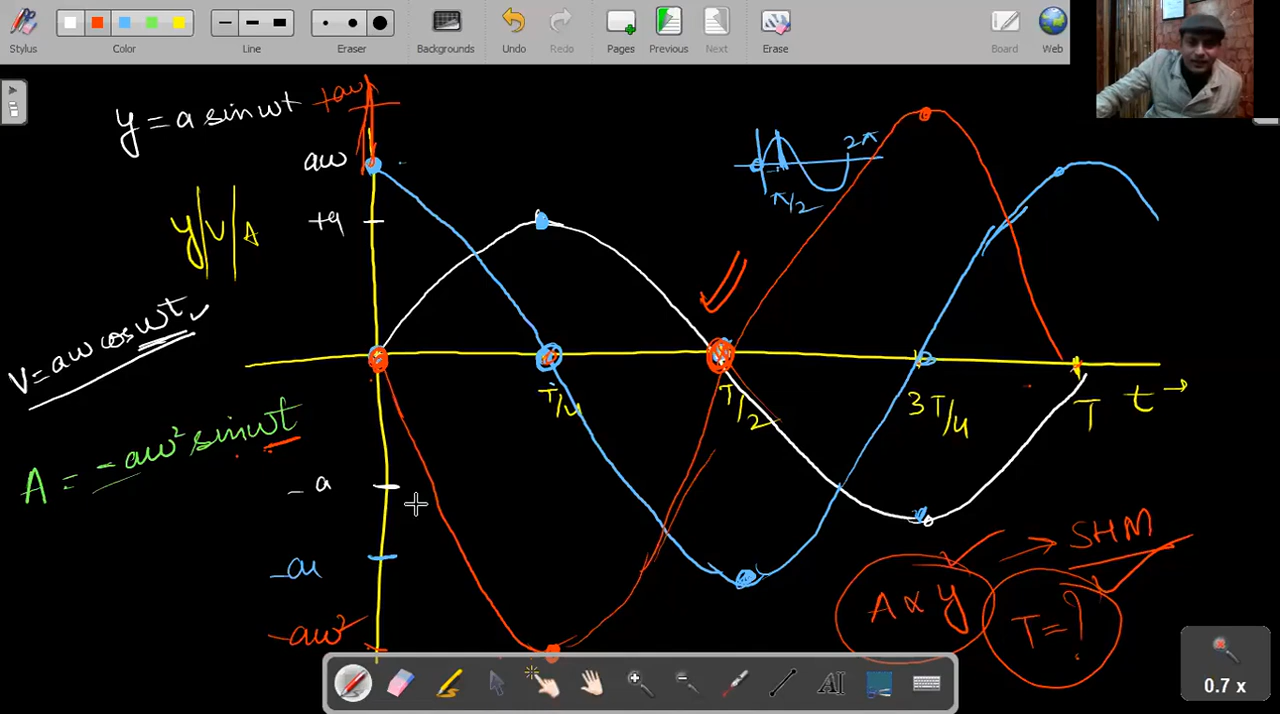 Stylus
Color
Line
Eraser
Backgrounds
Undo
Redo
Pages
Previous
Next
Erase
Board
Web
y = a sin ωt
+aω
aω
+a
y/V/A
2π
π/2
V = aω cos ωt
T/4
T/2
3T/4
T
t →
A = -aω² sin ωt
-a
-aω²
→ SHM
A ∝ y
T = ?
AI
0.7 x